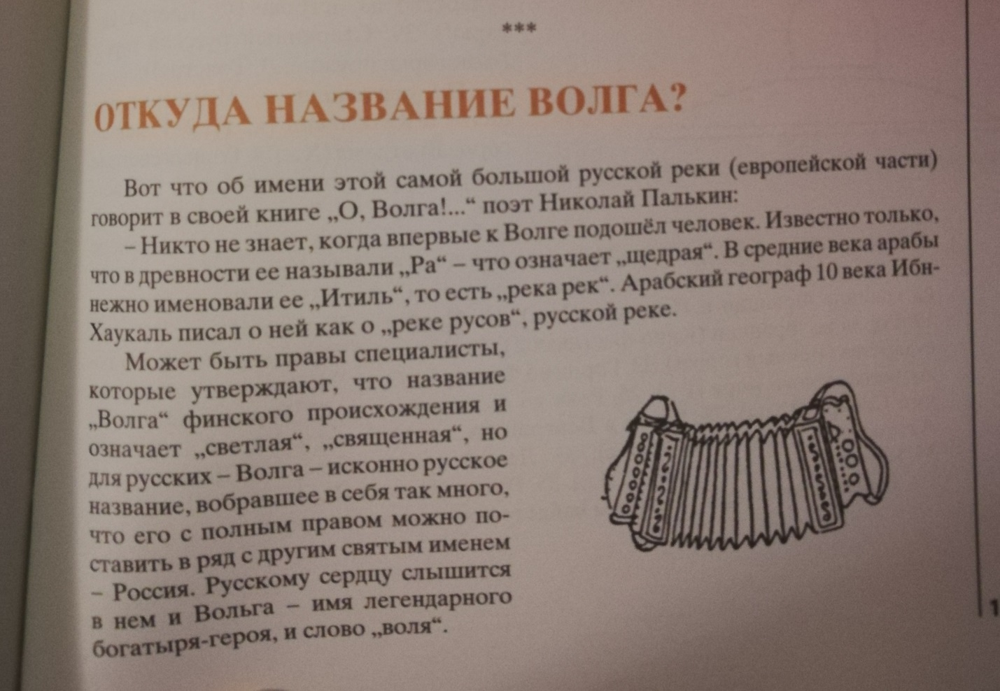 ***
ОТКУДА НАЗВАНИЕ ВОЛГА?
Вот что об имени этой самой большой русской реки (европейской части)
говорит в своей книге „О, Волга!...“ поэт Николай Палькин:
– Никто не знает, когда впервые к Волге подошёл человек. Известно только,
что в древности ее называли „Ра“ – что означает „щедрая“. В средние века арабы
нежно именовали ее „Итиль“, то есть „река рек“. Арабский географ 10 века Ибн-
Хаукаль писал о ней как о „реке русов“, русской реке.
Может быть правы специалисты,
которые утверждают, что название
„Волга“ финского происхождения и
означает „светлая“, „священная“, но
для русских – Волга – исконно русское
название, вобравшее в себя так много,
что его с полным правом можно по-
ставить в ряд с другим святым именем
– Россия. Русскому сердцу слышится
в нем и Вольга – имя легендарного
богатыря-героя, и слово „воля“.